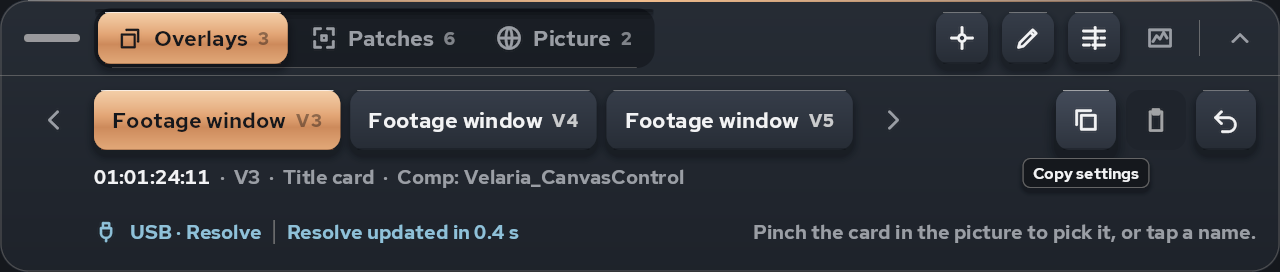 Overlays 3 Patches 6 Picture 2
Footage window V3 Footage window V4 Footage window V5
01:01:24:11 · V3 · Title card · Comp: Velaria_CanvasControl
Copy settings
USB · Resolve | Resolve updated in 0.4 s
Pinch the card in the picture to pick it, or tap a name.